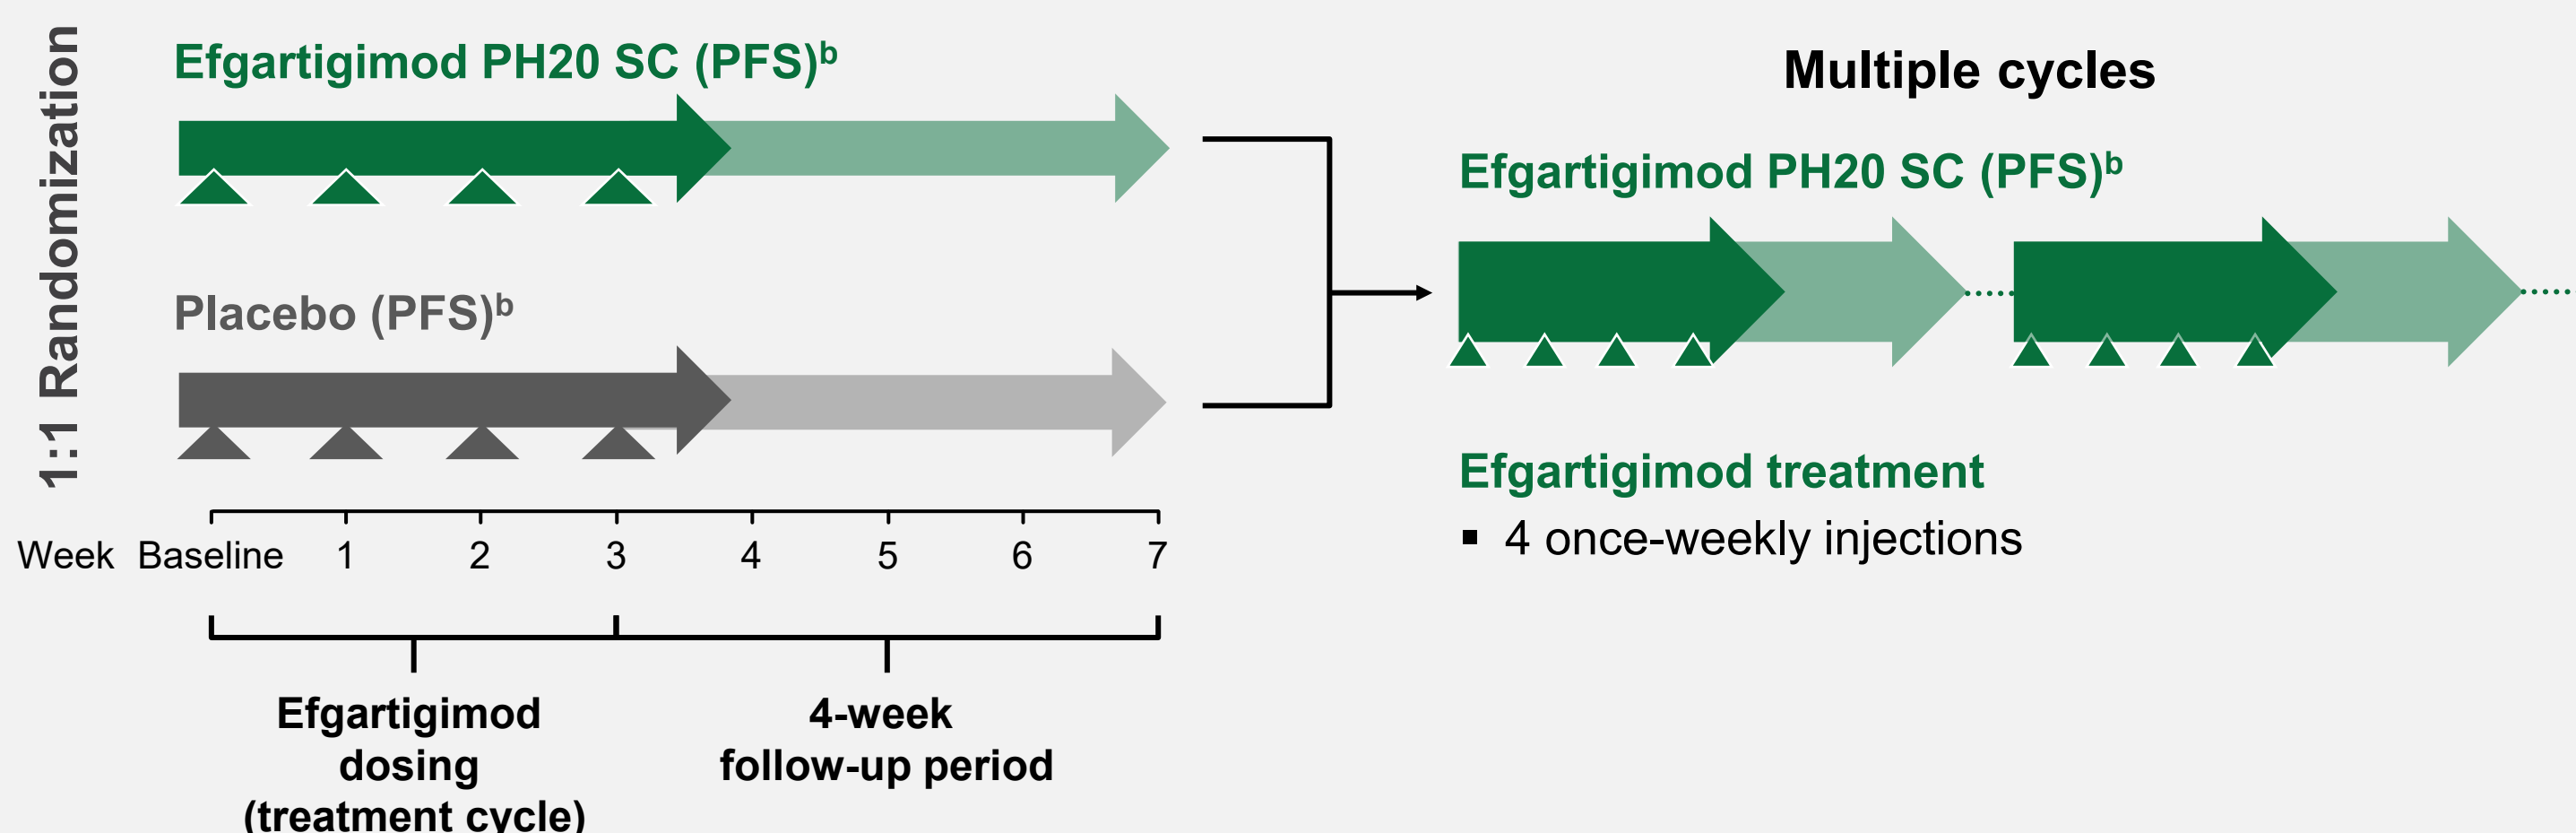 1:1 Randomization
Efgartigimod PH20 SC (PFS)ᵇ
Placebo (PFS)ᵇ
Week Baseline 1 2 3 4 5 6 7
Efgartigimod
dosing
(treatment cycle)
4-week
follow-up period
Multiple cycles
Efgartigimod PH20 SC (PFS)ᵇ
Efgartigimod treatment
▪ 4 once-weekly injections